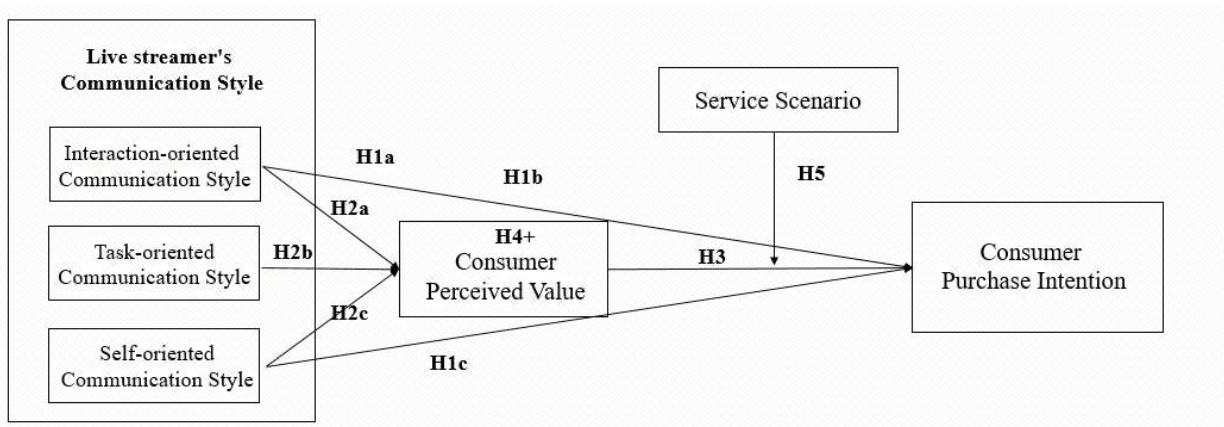 Live streamer's
Communication Style
Interaction-oriented
Communication Style
Task-oriented
Communication Style
Self-oriented
Communication Style
H1a
H1b
H2a
H2b
H2c
H1c
H4+
Consumer
Perceived Value
H3
Service Scenario
H5
Consumer
Purchase Intention